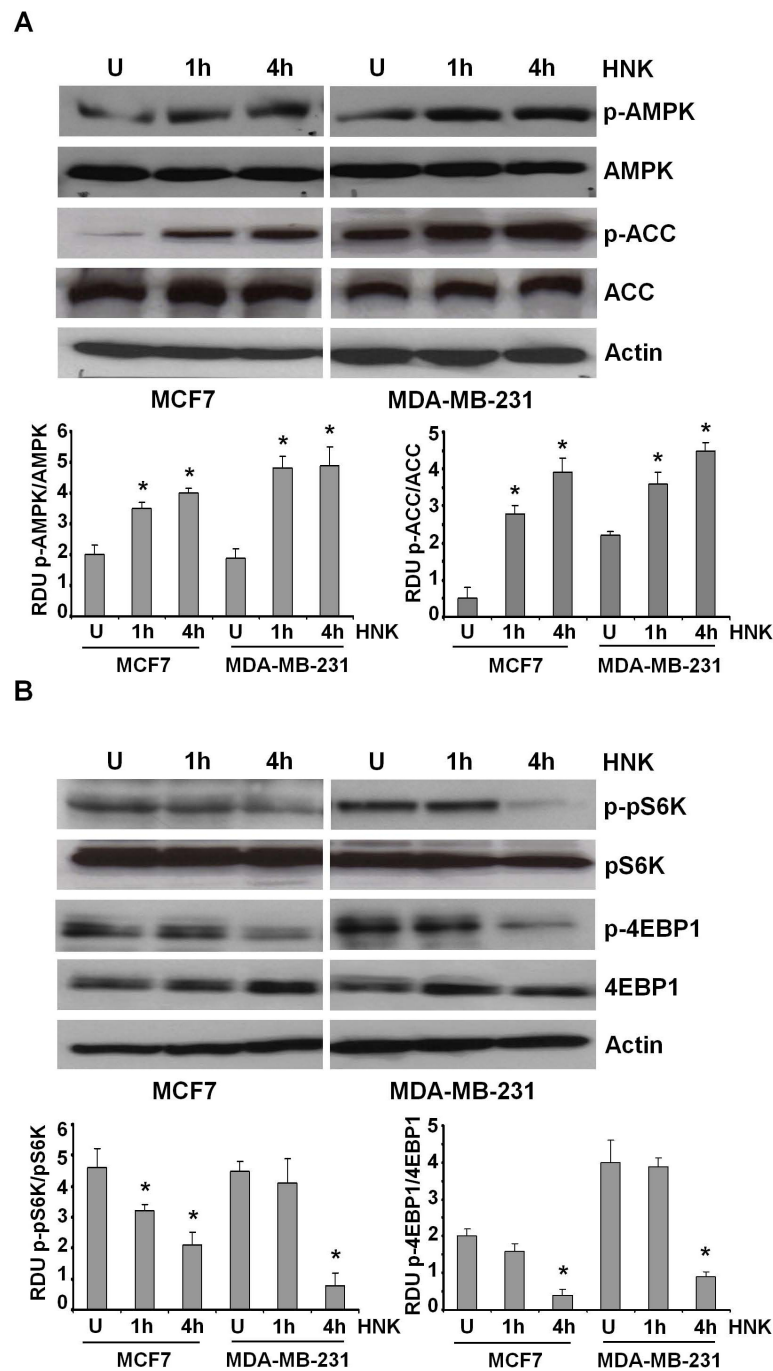 A
U 1h 4h U 1h 4h HNK
p-AMPK
AMPK
p-ACC
ACC
Actin
MCF7 MDA-MB-231
RDU p-AMPK/AMPK
6
5
4
3
2
1
0
U 1h 4h U 1h 4h HNK
MCF7 MDA-MB-231
RDU p-ACC/ACC
5
4
3
2
1
0
U 1h 4h U 1h 4h HNK
MCF7 MDA-MB-231
* * * *
* * * *
B
U 1h 4h U 1h 4h HNK
p-pS6K
pS6K
p-4EBP1
4EBP1
Actin
MCF7 MDA-MB-231
RDU p-pS6K/pS6K
6
5
4
3
2
1
0
* * *
U 1h 4h U 1h 4h HNK
MCF7 MDA-MB-231
RDU p-4EBP1/4EBP1
5
4
3
2
1
0
* *
U 1h 4h U 1h 4h HNK
MCF7 MDA-MB-231